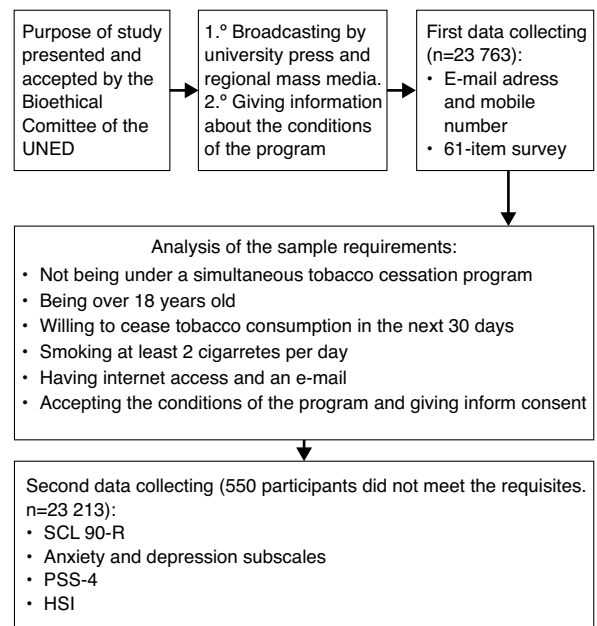 Purpose of study
presented and
accepted by the
Bioethical
Comittee of the
UNED
1.º Broadcasting by
university press and
regional mass media.
2.º Giving information
about the conditions
of the program
First data collecting
(n=23 763):
• E-mail adress
and mobile
number
• 61-item survey
Analysis of the sample requirements:
• Not being under a simultaneous tobacco cessation program
• Being over 18 years old
• Willing to cease tobacco consumption in the next 30 days
• Smoking at least 2 cigarretes per day
• Having internet access and an e-mail
• Accepting the conditions of the program and giving inform consent
Second data collecting (550 participants did not meet the requisites.
n=23 213):
• SCL 90-R
• Anxiety and depression subscales
• PSS-4
• HSI